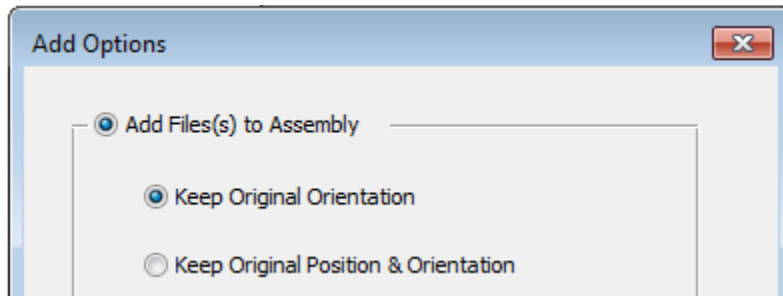 Add Options
Add Files(s) to Assembly
Keep Original Orientation
Keep Original Position & Orientation